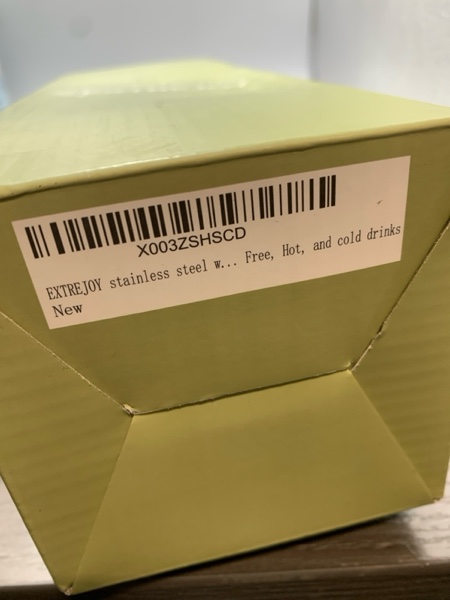 X003ZSHSCD
EXTREJOY stainless steel w... Free, Hot, and cold drinks
New